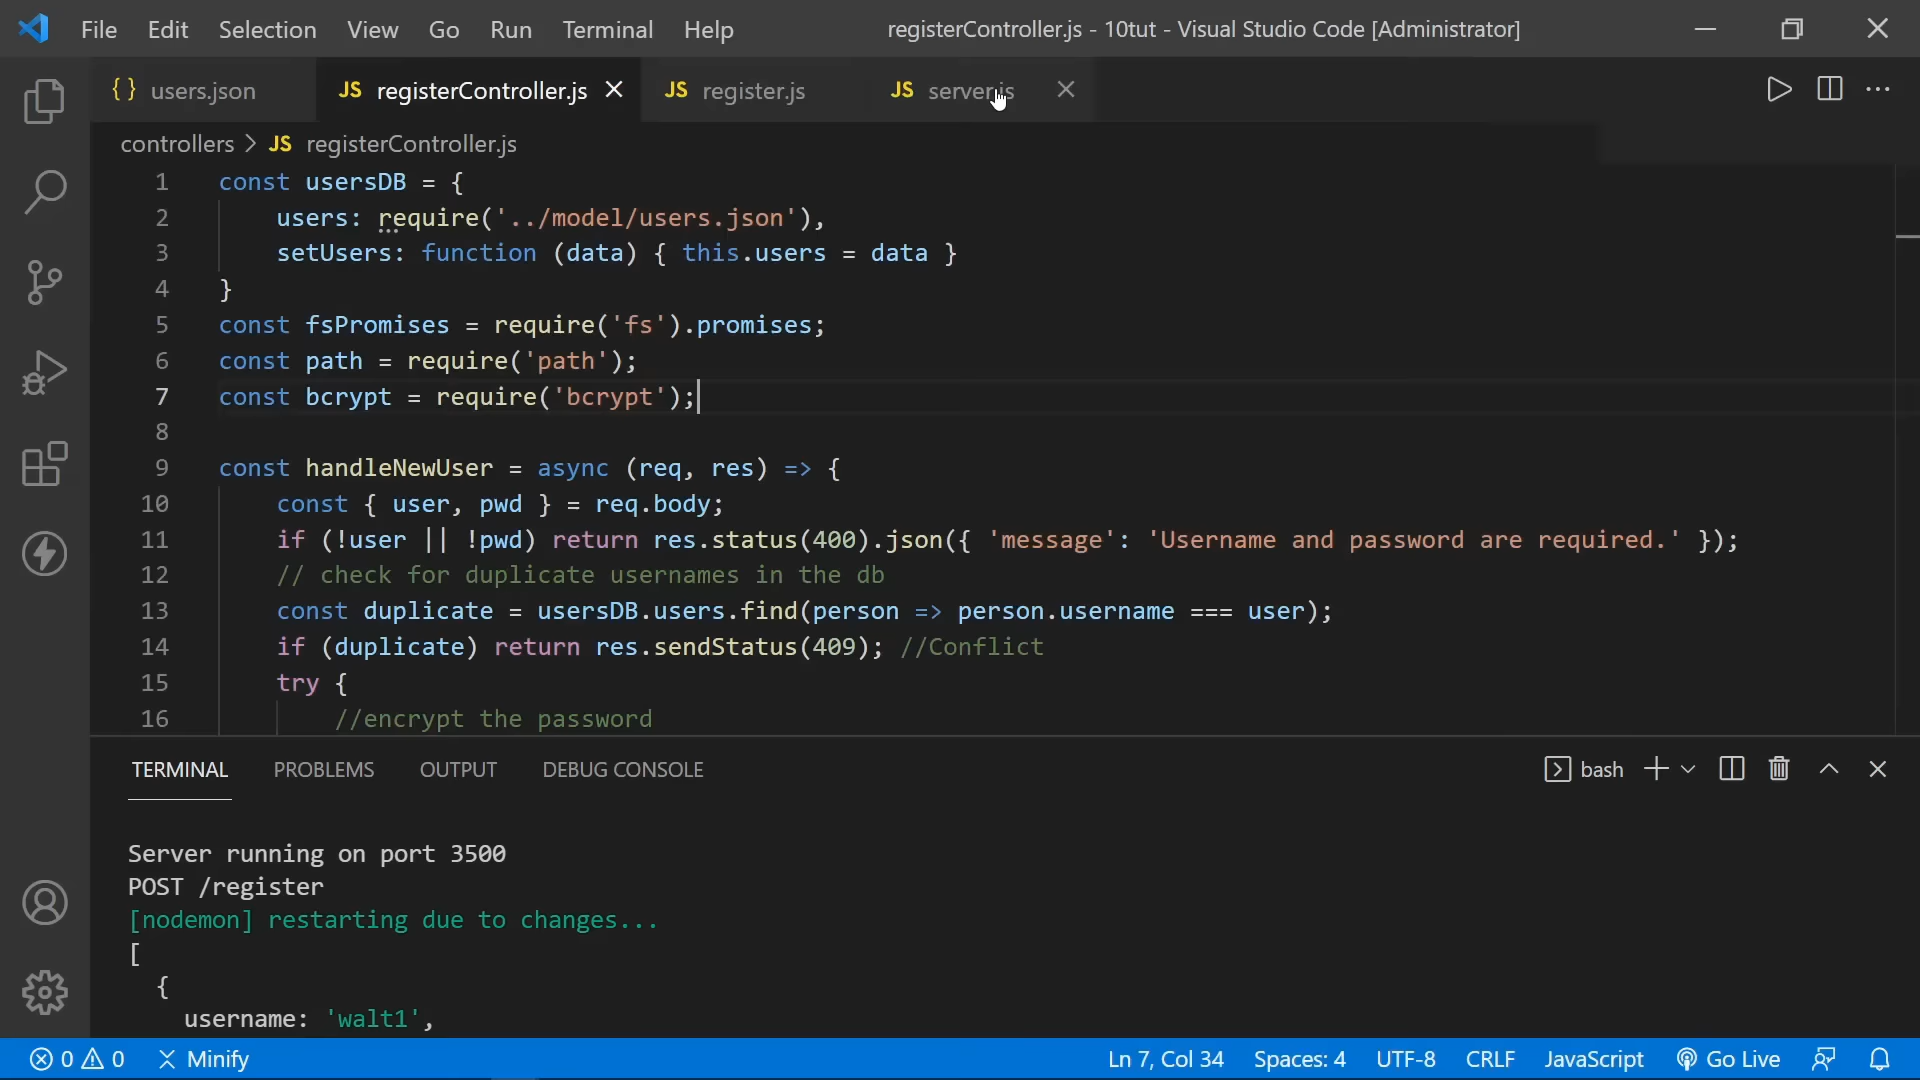 File Edit Selection View Go Run Terminal Help registerController.js - 10tut - Visual Studio Code [Administrator]
{} users.json JS registerController.js JS register.js JS server.js
controllers > JS registerController.js
1 const usersDB = {
2 users: require('../model/users.json'),
3 setUsers: function (data) { this.users = data }
4 }
5 const fsPromises = require('fs').promises;
6 const path = require('path');
7 const bcrypt = require('bcrypt');
8
9 const handleNewUser = async (req, res) => {
10 const { user, pwd } = req.body;
11 if (!user || !pwd) return res.status(400).json({ 'message': 'Username and password are required.' });
12 // check for duplicate usernames in the db
13 const duplicate = usersDB.users.find(person => person.username === user);
14 if (duplicate) return res.sendStatus(409); //Conflict
15 try {
16 //encrypt the password
TERMINAL PROBLEMS OUTPUT DEBUG CONSOLE bash
Server running on port 3500
POST /register
[nodemon] restarting due to changes...
[
{
username: 'walt1',
0 0 Minify Ln 7, Col 34 Spaces: 4 UTF-8 CRLF JavaScript Go Live